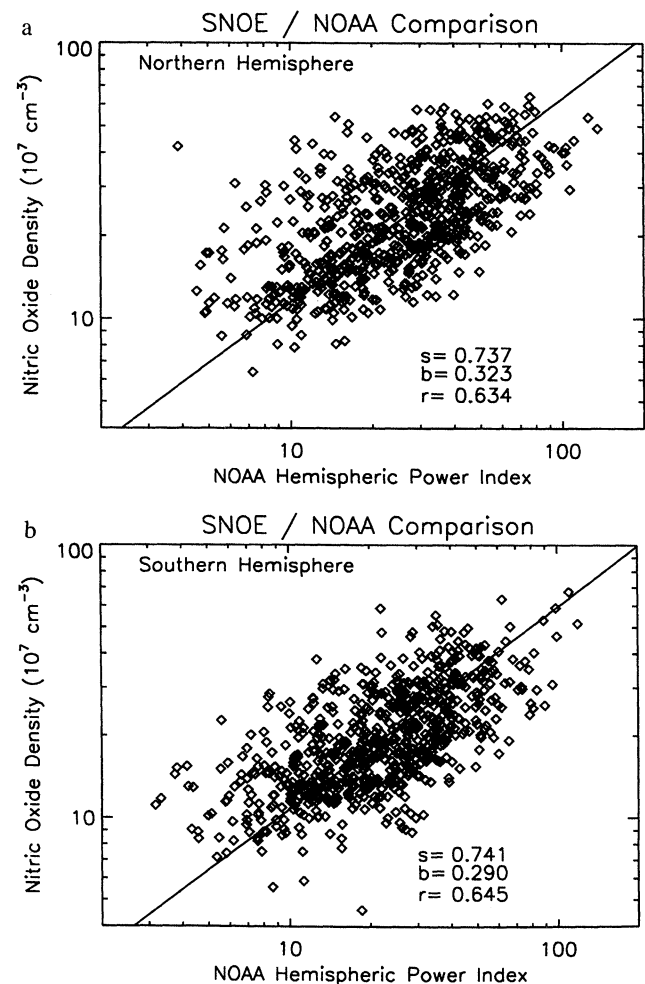 a
SNOE / NOAA Comparison
Northern Hemisphere
100
10
Nitric Oxide Density (10⁷ cm⁻³)
s= 0.737
b= 0.323
r= 0.634
10 100
NOAA Hemispheric Power Index
b
SNOE / NOAA Comparison
Southern Hemisphere
100
10
Nitric Oxide Density (10⁷ cm⁻³)
s= 0.741
b= 0.290
r= 0.645
10 100
NOAA Hemispheric Power Index